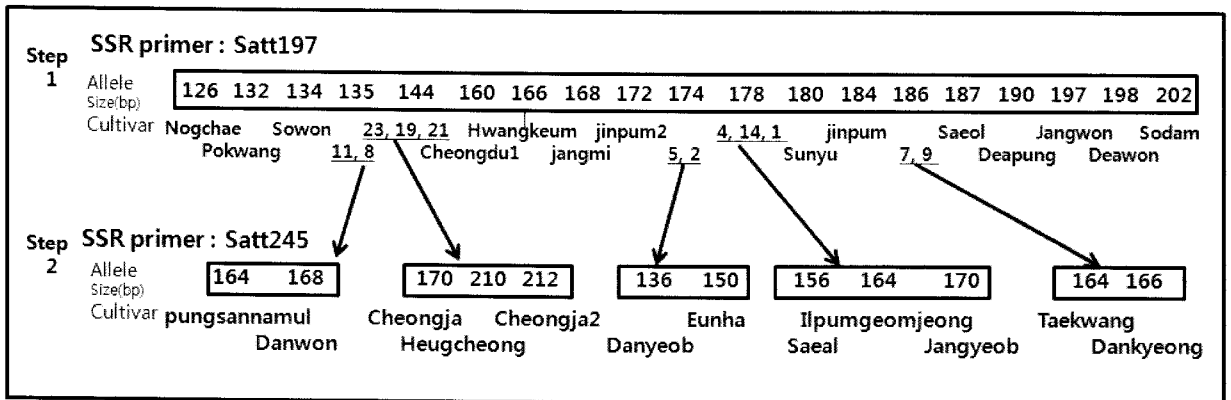 Step 1
SSR primer : Satt197
Allele Size(bp)
126 132 134 135 144 160 166 168 172 174 178 180 184 186 187 190 197 198 202
Cultivar
Nogchae Sowon 23, 19, 21 Hwangkeum jinpum2 4, 14, 1 jinpum Saeol Jangwon Sodam
Pokwang 11, 8 Cheongdu1 jangmi 5, 2 Sunyu 7, 9 Deapung Deawon
Step 2
SSR primer : Satt245
Allele Size(bp)
164 168 170 210 212 136 150 156 164 170 164 166
Cultivar
pungsannamul Cheongja Cheongja2 Eunha Ilpumgeomjeong Taekwang
Danwon Heugcheong Danyeob Saeal Jangyeob Dankyeong